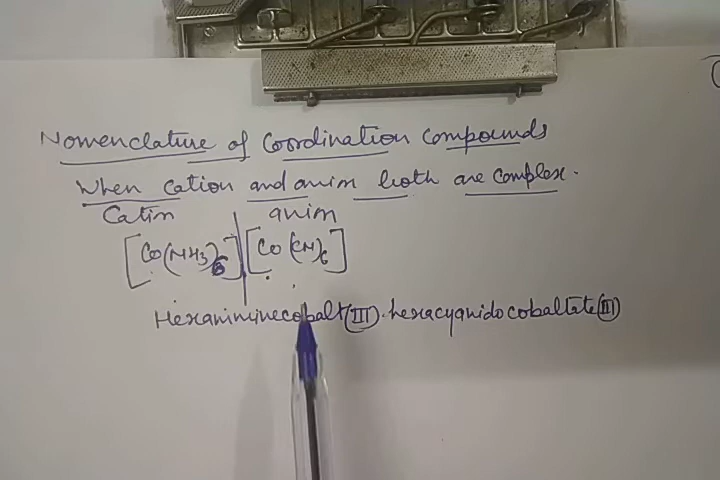 Nomenclature of Coordination compounds
When cation and anion both are complex.
Cation anion
[Co(NH3)6] [Co(CN)6]
Hexamminecobalt(III).hexacyanidocobaltate(III)